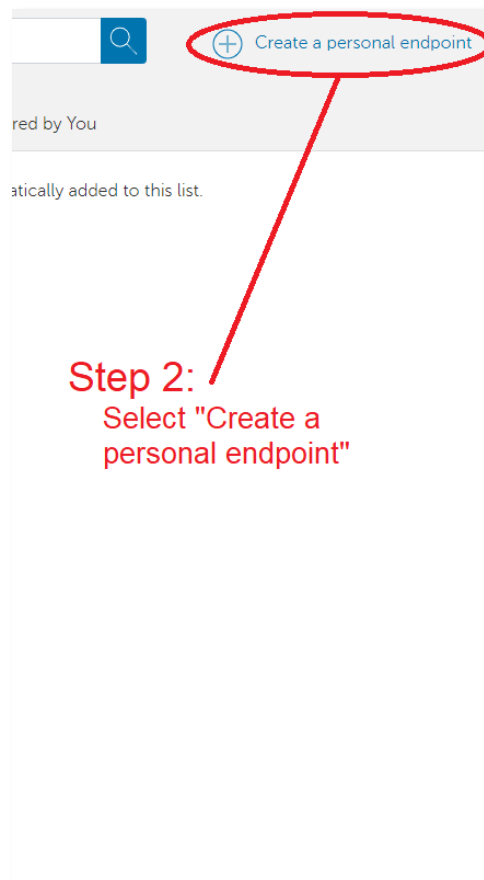 Create a personal endpoint
red by You
atically added to this list.
Step 2:
Select "Create a
personal endpoint"